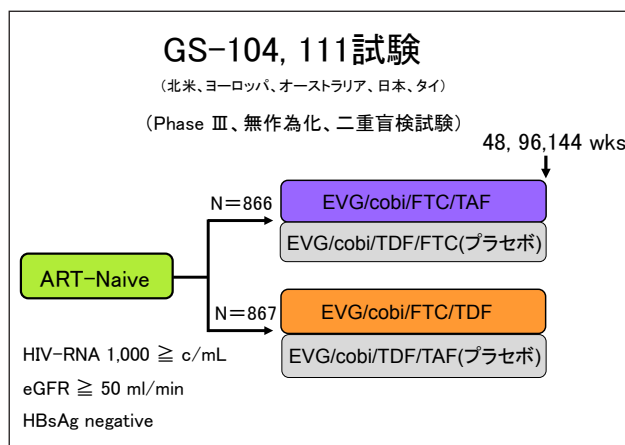 GS-104, 111試験
(北米、ヨーロッパ、オーストラリア、日本、タイ)
(Phase Ⅲ、無作為化、二重盲検試験)
48, 96,144 wks
N=866
EVG/cobi/FTC/TAF
EVG/cobi/TDF/FTC(プラセボ)
ART-Naive
N=867
EVG/cobi/FTC/TDF
EVG/cobi/TDF/TAF(プラセボ)
HIV-RNA 1,000 ≧ c/mL
eGFR ≧ 50 ml/min
HBsAg negative